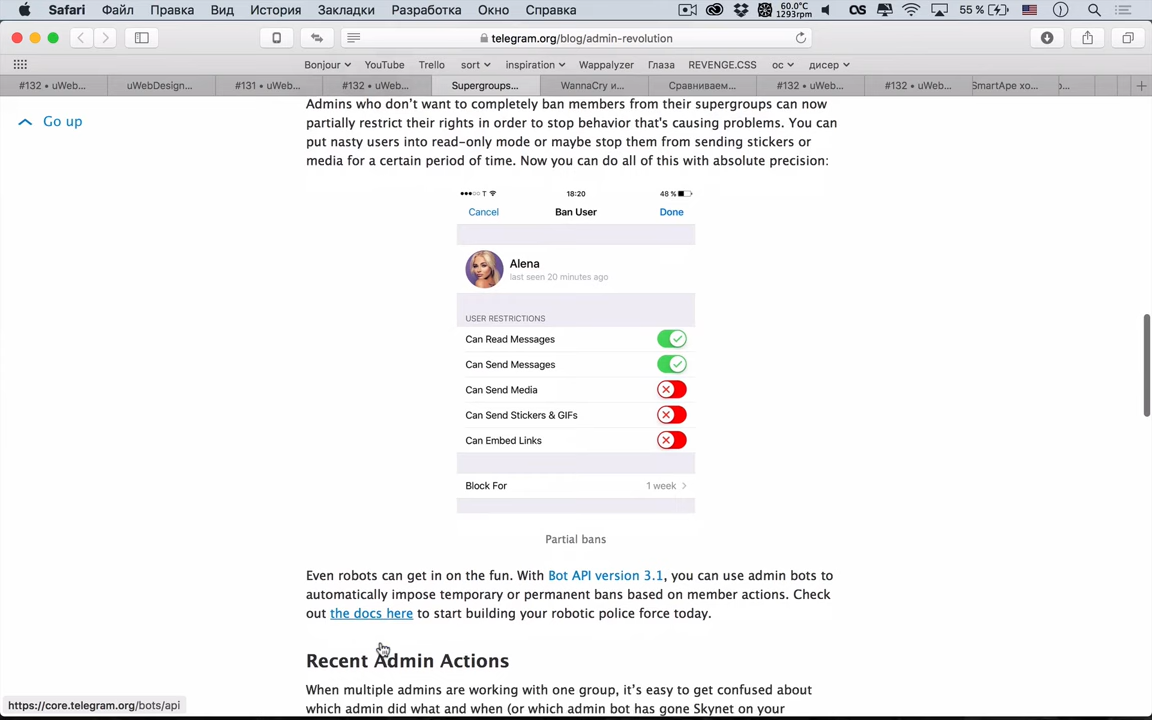 Safari Файл Правка Вид История Закладки Разработка Окно Справка 60.0°C 1293rpm 55 %
telegram.org/blog/admin-revolution
Bonjour YouTube Trello sort inspiration Wappalyzer Глаза REVENGE.CSS ос дисер
#132 • uWeb... uWebDesign... #131 • uWeb... #132 • uWeb... Supergroups... WannaCry и... Сравниваем... #132 • uWeb... #132 • uWeb... SmartApe хо...
Go up
Admins who don't want to completely ban members from their supergroups can now
partially restrict their rights in order to stop behavior that's causing problems. You can
put nasty users into read-only mode or maybe stop them from sending stickers or
media for a certain period of time. Now you can do all of this with absolute precision:
T 18:20 48 %
Cancel Ban User Done
Alena
last seen 20 minutes ago
USER RESTRICTIONS
Can Read Messages
Can Send Messages
Can Send Media
Can Send Stickers & GIFs
Can Embed Links
Block For 1 week
Partial bans
Even robots can get in on the fun. With Bot API version 3.1, you can use admin bots to
automatically impose temporary or permanent bans based on member actions. Check
out the docs here to start building your robotic police force today.
Recent Admin Actions
When multiple admins are working with one group, it's easy to get confused about
which admin did what and when (or which admin bot has gone Skynet on your
https://core.telegram.org/bots/api